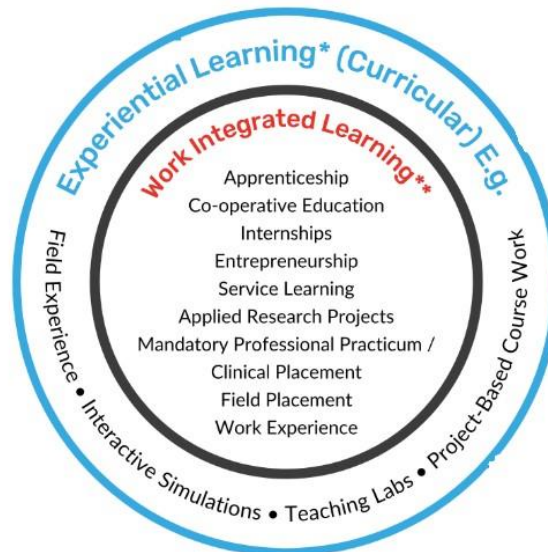 Experiential Learning* (Curricular) E.g.
Work Integrated Learning**
Apprenticeship
Co-operative Education
Internships
Entrepreneurship
Service Learning
Applied Research Projects
Mandatory Professional Practicum /
Clinical Placement
Field Placement
Work Experience
Field Experience • Interactive Simulations • Teaching Labs • Project-Based Course Work